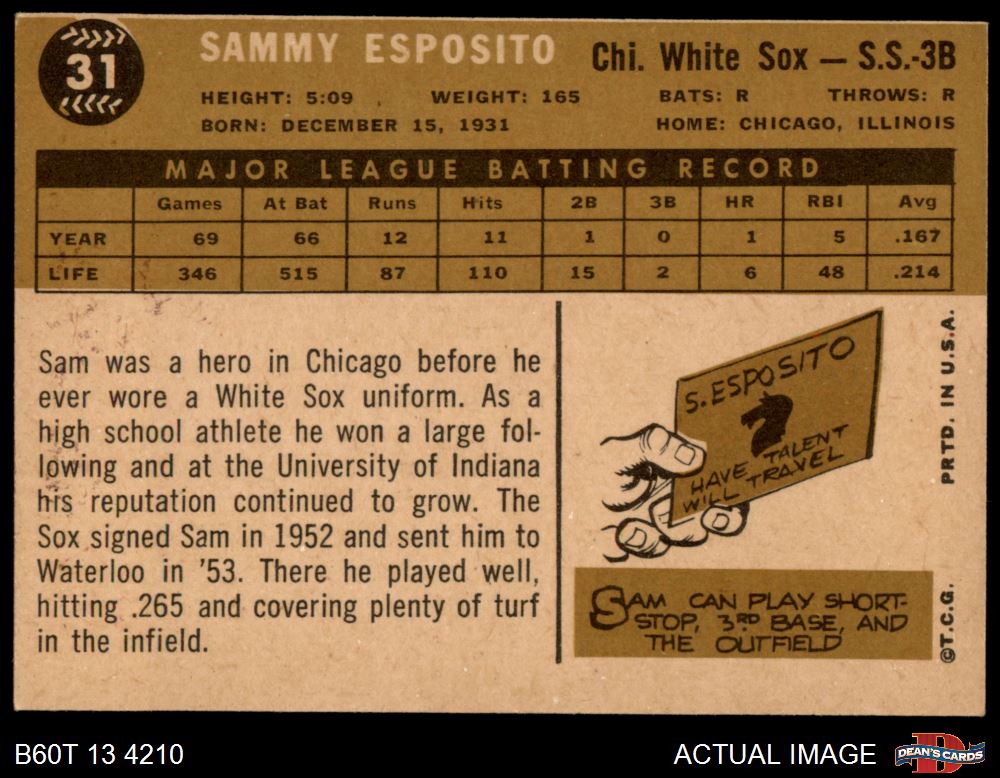 31
SAMMY ESPOSITO
Chi. White Sox — S.S.-3B
HEIGHT: 5:09 WEIGHT: 165 BATS: R THROWS: R
BORN: DECEMBER 15, 1931 HOME: CHICAGO, ILLINOIS
MAJOR LEAGUE BATTING RECORD
Games At Bat Runs Hits 2B 3B HR RBI Avg
YEAR 69 66 12 11 1 0 1 5 .167
LIFE 346 515 87 110 15 2 6 48 .214
Sam was a hero in Chicago before he
ever wore a White Sox uniform. As a
high school athlete he won a large fol-
lowing and at the University of Indiana
his reputation continued to grow. The
Sox signed Sam in 1952 and sent him to
Waterloo in '53. There he played well,
hitting .265 and covering plenty of turf
in the infield.
S. ESPOSITO
HAVE TALENT
WILL TRAVEL
SAM CAN PLAY SHORT-
STOP, 3RD BASE, AND
THE OUTFIELD
PRTD. IN U.S.A.
©T.C.G.
B60T 13 4210
ACTUAL IMAGE
D
DEAN'S CARDS